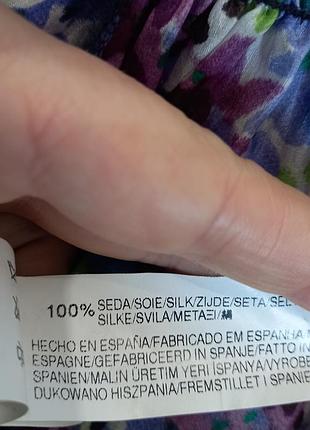 100% SEDA/SOIE/SILK/ZIJDE/SETA/
SILKE/SVILA/ΜΕΤΑΞΙ/
HECHO EN ESPAÑA/FABRICADO EM ESPANHA
ESPAGNE/GEFABRICEERD IN SPANJE/FATTO IN
SPANIEN/MALIN ÜRETIM YERI İSPANYA/VYROBE
DUKOWANO HISZPANIA/FREMSTILLET I SPANIE